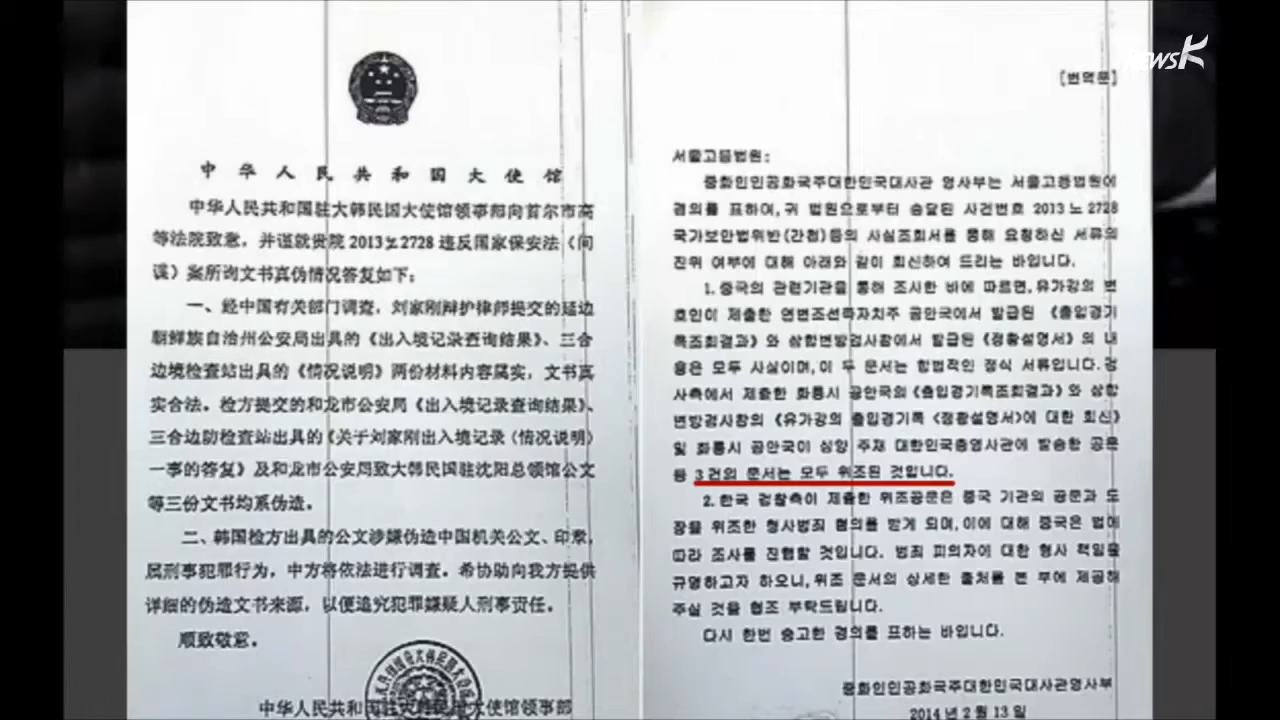 newsK
中华人民共和国大使馆
中华人民共和国驻大韩民国大使馆领事部向首尔市高
等法院致意，并谨就贵院 2013노2728 违反国家保安法（间
谍）案所询文书真伪情况答复如下：
一、经中国有关部门调查，刘家刚辩护律师提交的延边
朝鲜族自治州公安局出具的《出入境记录查询结果》、三合
边境检查站出具的《情况说明》两份材料内容属实，文书真
实合法。检方提交的和龙市公安局《出入境记录查询结果》、
三合边防检查站出具的《关于刘家刚出入境记录（情况说明）
一事的答复》及和龙市公安局致大韩民国驻沈阳总领馆公文
等三份文书均系伪造。
二、韩国检方出具的公文涉嫌伪造中国机关公文、印章，
属刑事犯罪行为，中方将依法进行调查。希协助向我方提供
详细的伪造文书来源，以便追究犯罪嫌疑人刑事责任。
顺致敬意。
中华人民共和国驻大韩民国大使馆领事部
[번역문]
서울고등법원:
중화인민공화국주대한민국대사관 영사부는 서울고등법원에
경의를 표하며, 귀 법원으로부터 송달된 사건번호 2013노2728
국가보안법위반(간첩)등의 사실조회서를 통해 요청하신 서류의
진위 여부에 대해 아래와 같이 회신하여 드리는 바입니다.
1. 중국의 관련기관을 통해 조사한 바에 따르면, 유가강의 변
호인이 제출한 연변조선족자치주 공안국에서 발급된 《출입경기
록조회결과》와 삼합변방검사참에서 발급된 《정황설명서》의 내
용은 모두 사실이며, 이 두 문서는 합법적인 정식 서류입니다. 검
사측에서 제출한 화룡시 공안국의 《출입경기록조회결과》와 삼합
변방검사참의 《유가강의 출입경기록 <정황설명서>에 대한 회신》
및 화룡시 공안국이 심양 주재 대한민국총영사관에 발송한 공문
등 3건의 문서는 모두 위조된 것입니다.
2. 한국 검찰측이 제출한 위조공문은 중국 기관의 공문과 도
장을 위조한 형사범죄 혐의를 받게 되며, 이에 대해 중국은 법에
따라 조사를 진행할 것입니다. 범죄 피의자에 대한 형사 책임을
규명하고자 하오니, 위조 문서의 상세한 출처를 본 부에 제공해
주실 것을 협조 부탁드립니다.
다시 한번 숭고한 경의를 표하는 바입니다.
중화인민공화국주대한민국대사관영사부
2014년 2월 13일